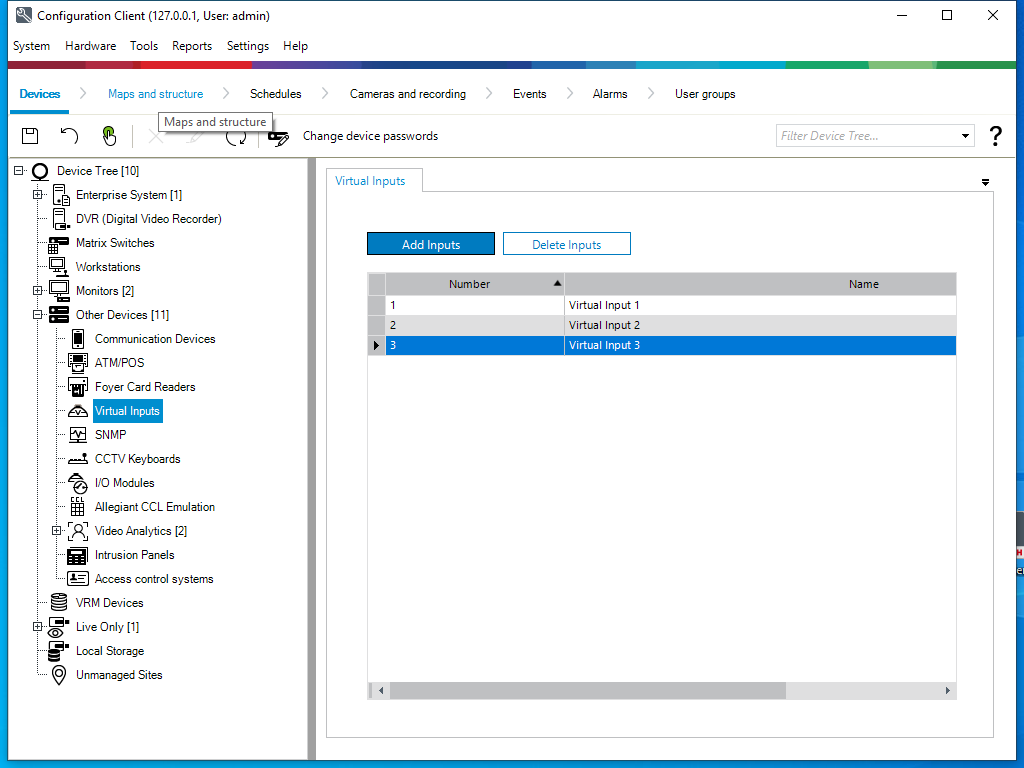 Configuration Client (127.0.0.1, User: admin)
System Hardware Tools Reports Settings Help
Devices Maps and structure Schedules Cameras and recording Events Alarms User groups
Maps and structure
Change device passwords
Filter Device Tree...
?
Device Tree [10]
Enterprise System [1]
DVR (Digital Video Recorder)
Matrix Switches
Workstations
Monitors [2]
Other Devices [11]
Communication Devices
ATM/POS
Foyer Card Readers
Virtual Inputs
SNMP
CCTV Keyboards
I/O Modules
CCL
Allegiant CCL Emulation
Video Analytics [2]
Intrusion Panels
Access control systems
VRM Devices
Live Only [1]
Local Storage
Unmanaged Sites
Virtual Inputs
Add Inputs Delete Inputs
Number Name
1 Virtual Input 1
2 Virtual Input 2
3 Virtual Input 3